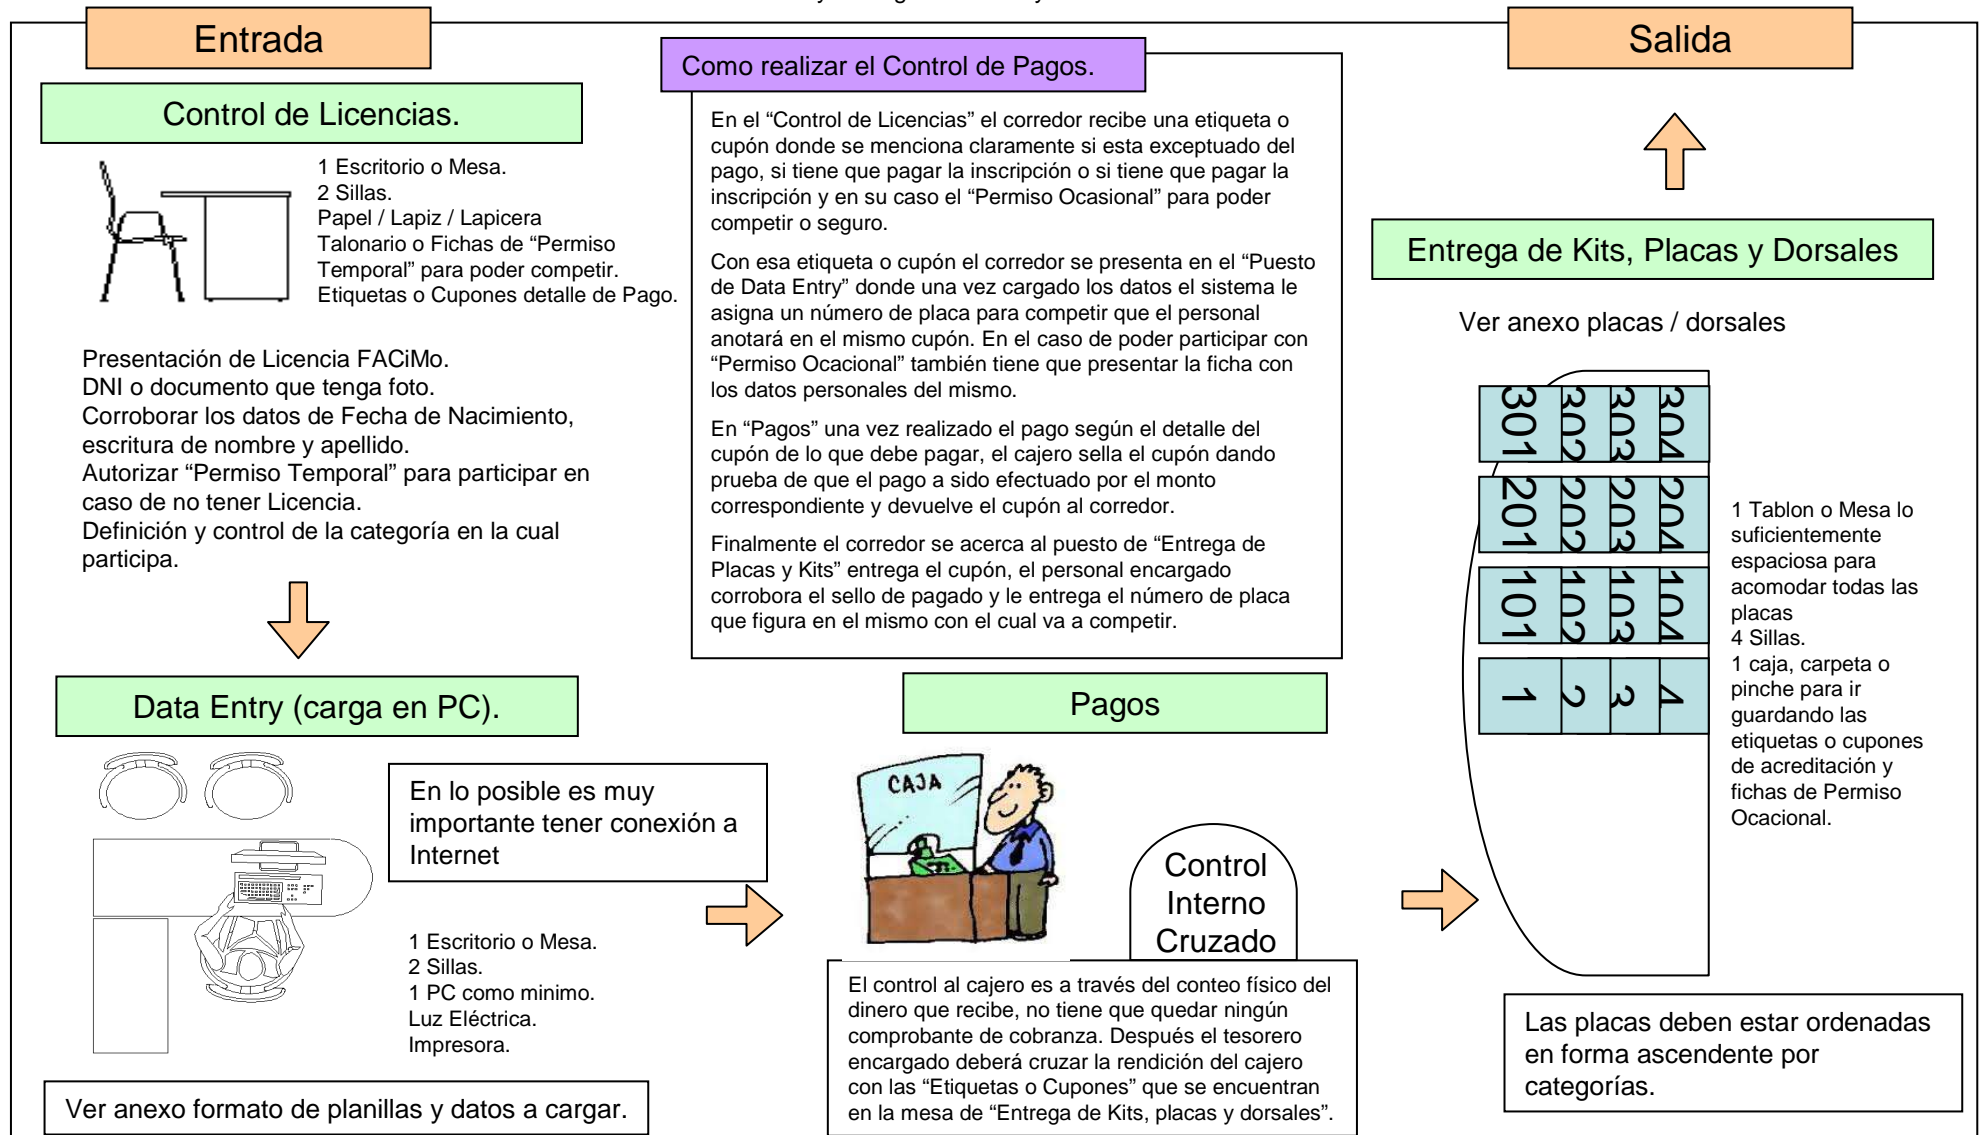 Entrada
Control de Licencias.
1 Escritorio o Mesa.
2 Sillas.
Papel / Lapiz / Lapicera
Talonario o Fichas de “Permiso
Temporal” para poder competir.
Etiquetas o Cupones detalle de Pago.
Presentación de Licencia FACiMo.
DNI o documento que tenga foto.
Corroborar los datos de Fecha de Nacimiento,
escritura de nombre y apellido.
Autorizar “Permiso Temporal” para participar en
caso de no tener Licencia.
Definición y control de la categoría en la cual
participa.
Data Entry (carga en PC).
En lo posible es muy
importante tener conexión a
Internet
1 Escritorio o Mesa.
2 Sillas.
1 PC como minimo.
Luz Eléctrica.
Impresora.
Ver anexo formato de planillas y datos a cargar.
Como realizar el Control de Pagos.
En el “Control de Licencias” el corredor recibe una etiqueta o
cupón donde se menciona claramente si esta exceptuado del
pago, si tiene que pagar la inscripción o si tiene que pagar la
inscripción y en su caso el “Permiso Ocasional” para poder
competir o seguro.
Con esa etiqueta o cupón el corredor se presenta en el “Puesto
de Data Entry” donde una vez cargado los datos el sistema le
asigna un número de placa para competir que el personal
anotará en el mismo cupón. En el caso de poder participar con
“Permiso Ocacional” también tiene que presentar la ficha con
los datos personales del mismo.
En “Pagos” una vez realizado el pago según el detalle del
cupón de lo que debe pagar, el cajero sella el cupón dando
prueba de que el pago a sido efectuado por el monto
correspondiente y devuelve el cupón al corredor.
Finalmente el corredor se acerca al puesto de “Entrega de
Placas y Kits” entrega el cupón, el personal encargado
corrobora el sello de pagado y le entrega el número de placa
que figura en el mismo con el cual va a competir.
Pagos
CAJA
Control
Interno
Cruzado
El control al cajero es a través del conteo físico del
dinero que recibe, no tiene que quedar ningún
comprobante de cobranza. Después el tesorero
encargado deberá cruzar la rendición del cajero
con las “Etiquetas o Cupones” que se encuentran
en la mesa de “Entrega de Kits, placas y dorsales”.
Salida
Entrega de Kits, Placas y Dorsales
Ver anexo placas / dorsales
301 302 303 304
201 202 203 204
101 102 103 104
1 2 3 4
1 Tablon o Mesa lo
suficientemente
espaciosa para
acomodar todas las
placas
4 Sillas.
1 caja, carpeta o
pinche para ir
guardando las
etiquetas o cupones
de acreditación y
fichas de Permiso
Ocacional.
Las placas deben estar ordenadas
en forma ascendente por
categorías.